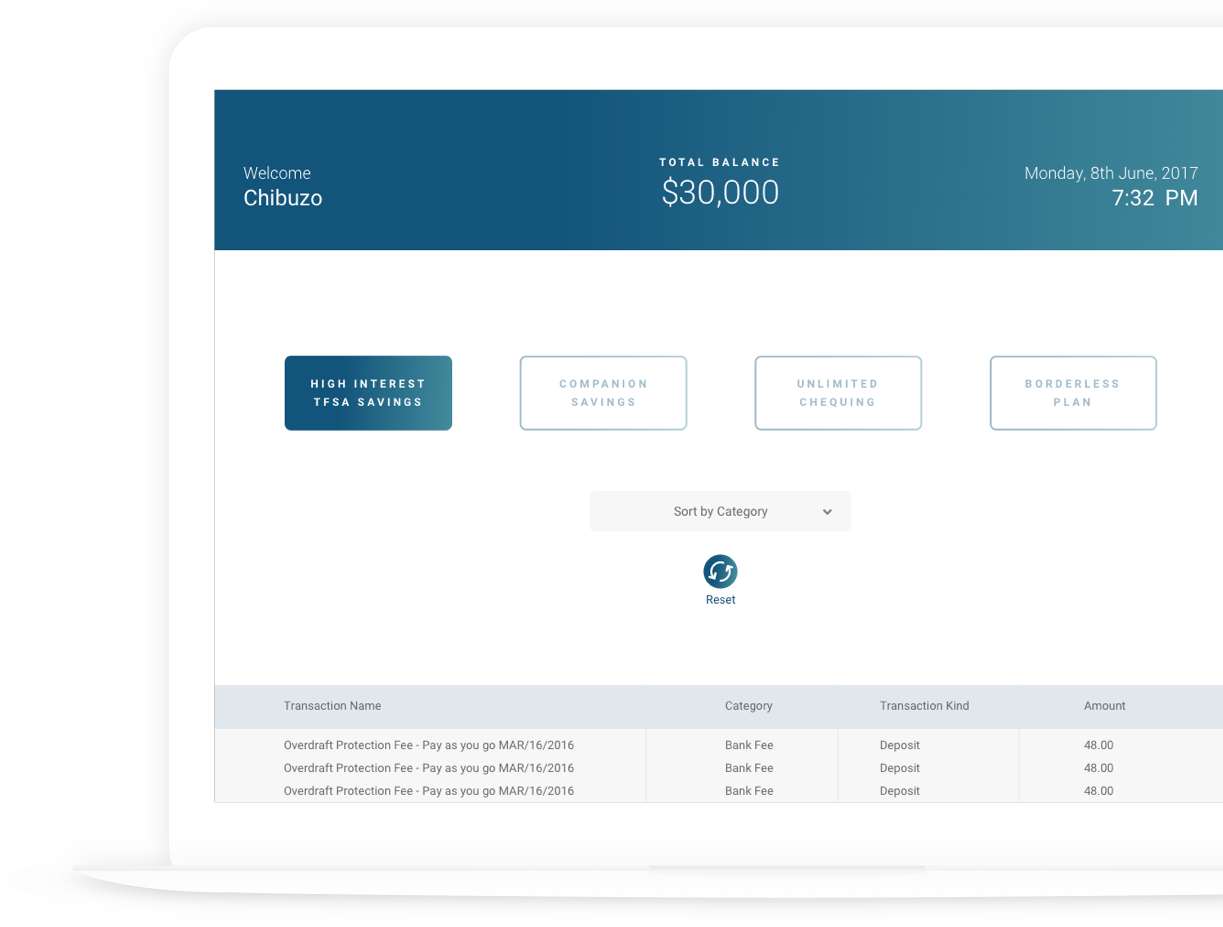 Welcome
Chibuzo
TOTAL BALANCE
$30,000
Monday, 8th June, 2017
7:32 PM
HIGH INTEREST
TFSA SAVINGS
COMPANION
SAVINGS
UNLIMITED
CHEQUING
BORDERLESS
PLAN
Sort by Category
Reset
Transaction Name Category Transaction Kind Amount
Overdraft Protection Fee - Pay as you go MAR/16/2016 Bank Fee Deposit 48.00
Overdraft Protection Fee - Pay as you go MAR/16/2016 Bank Fee Deposit 48.00
Overdraft Protection Fee - Pay as you go MAR/16/2016 Bank Fee Deposit 48.00